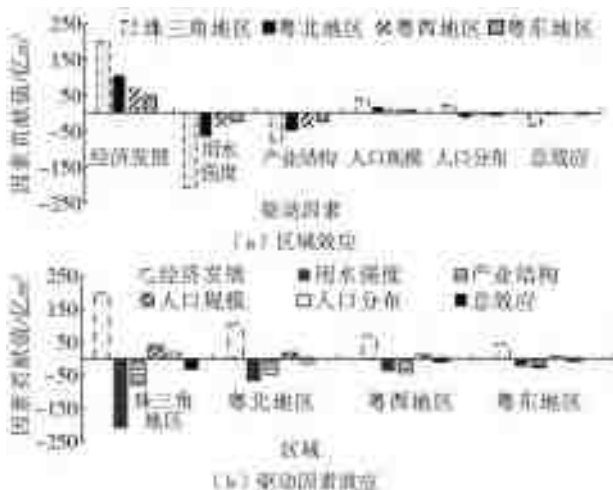 250
珠三角地区 粤北地区 粤西地区 粤东地区
150
50
-50
-150
-250
因素贡献值/亿m³
经济发展 用水强度 产业结构 人口规模 人口分布 总效应
驱动因素
(a)区域效应
250
经济发展 用水强度 产业结构
人口规模 人口分布 总效应
150
50
-50
-150
-250
因素贡献值/亿m³
珠三角地区 粤北地区 粤西地区 粤东地区
区域
(b)驱动因素效应